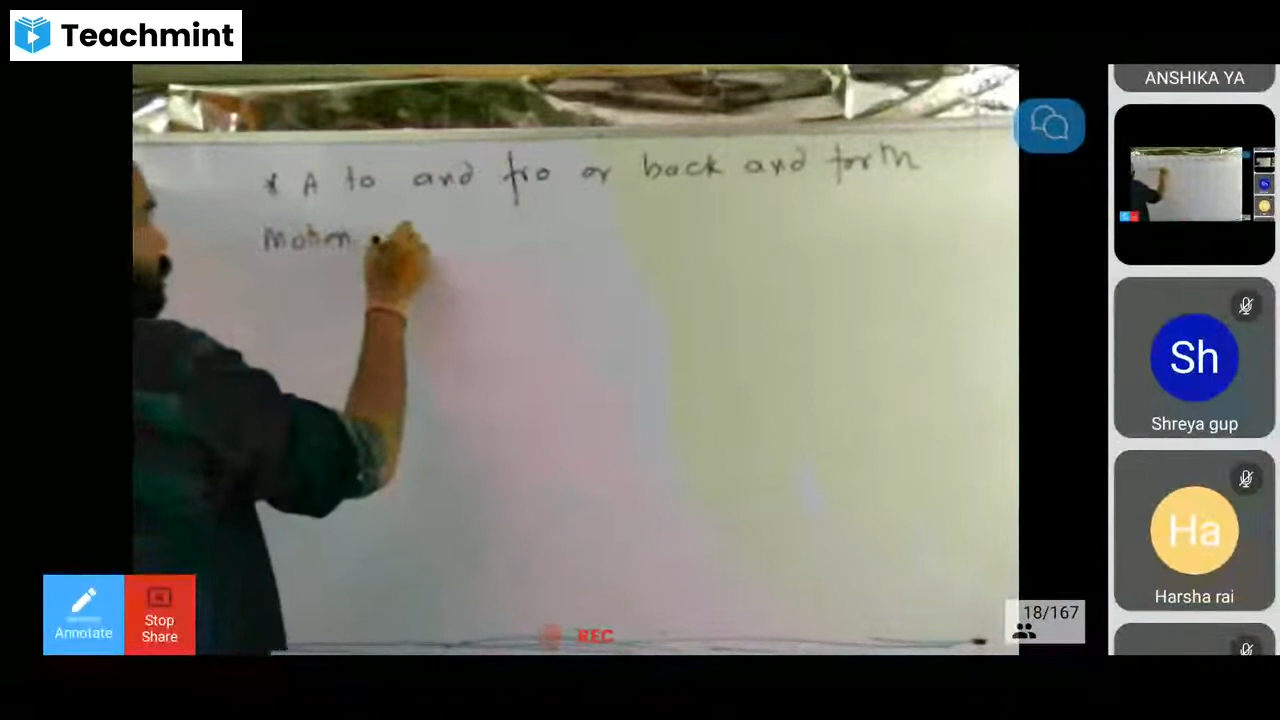 Teachmint
ANSHIKA YA
* A to and fro or back and forth
Motion
Sh
Shreya gup
Ha
Harsha rai
Annotate
Stop
Share
REC
18/167